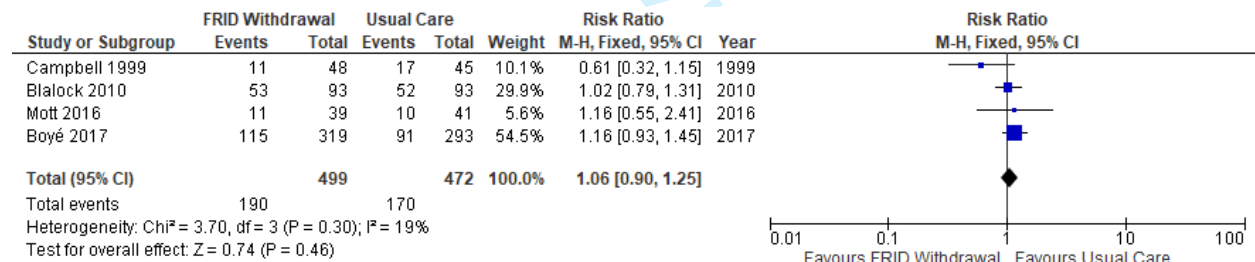 FRID Withdrawal Usual Care Risk Ratio Risk Ratio
Study or Subgroup Events Total Events Total Weight M-H, Fixed, 95% CI Year M-H, Fixed, 95% CI
Campbell 1999 11 48 17 45 10.1% 0.61 [0.32, 1.15] 1999
Blalock 2010 53 93 52 93 29.9% 1.02 [0.79, 1.31] 2010
Mott 2016 11 39 10 41 5.6% 1.16 [0.55, 2.41] 2016
Boyé 2017 115 319 91 293 54.5% 1.16 [0.93, 1.45] 2017
Total (95% CI) 499 472 100.0% 1.06 [0.90, 1.25]
Total events 190 170
Heterogeneity: Chi² = 3.70, df = 3 (P = 0.30); I² = 19%
Test for overall effect: Z = 0.74 (P = 0.46)
0.01 0.1 1 10 100
Favours FRID Withdrawal Favours Usual Care